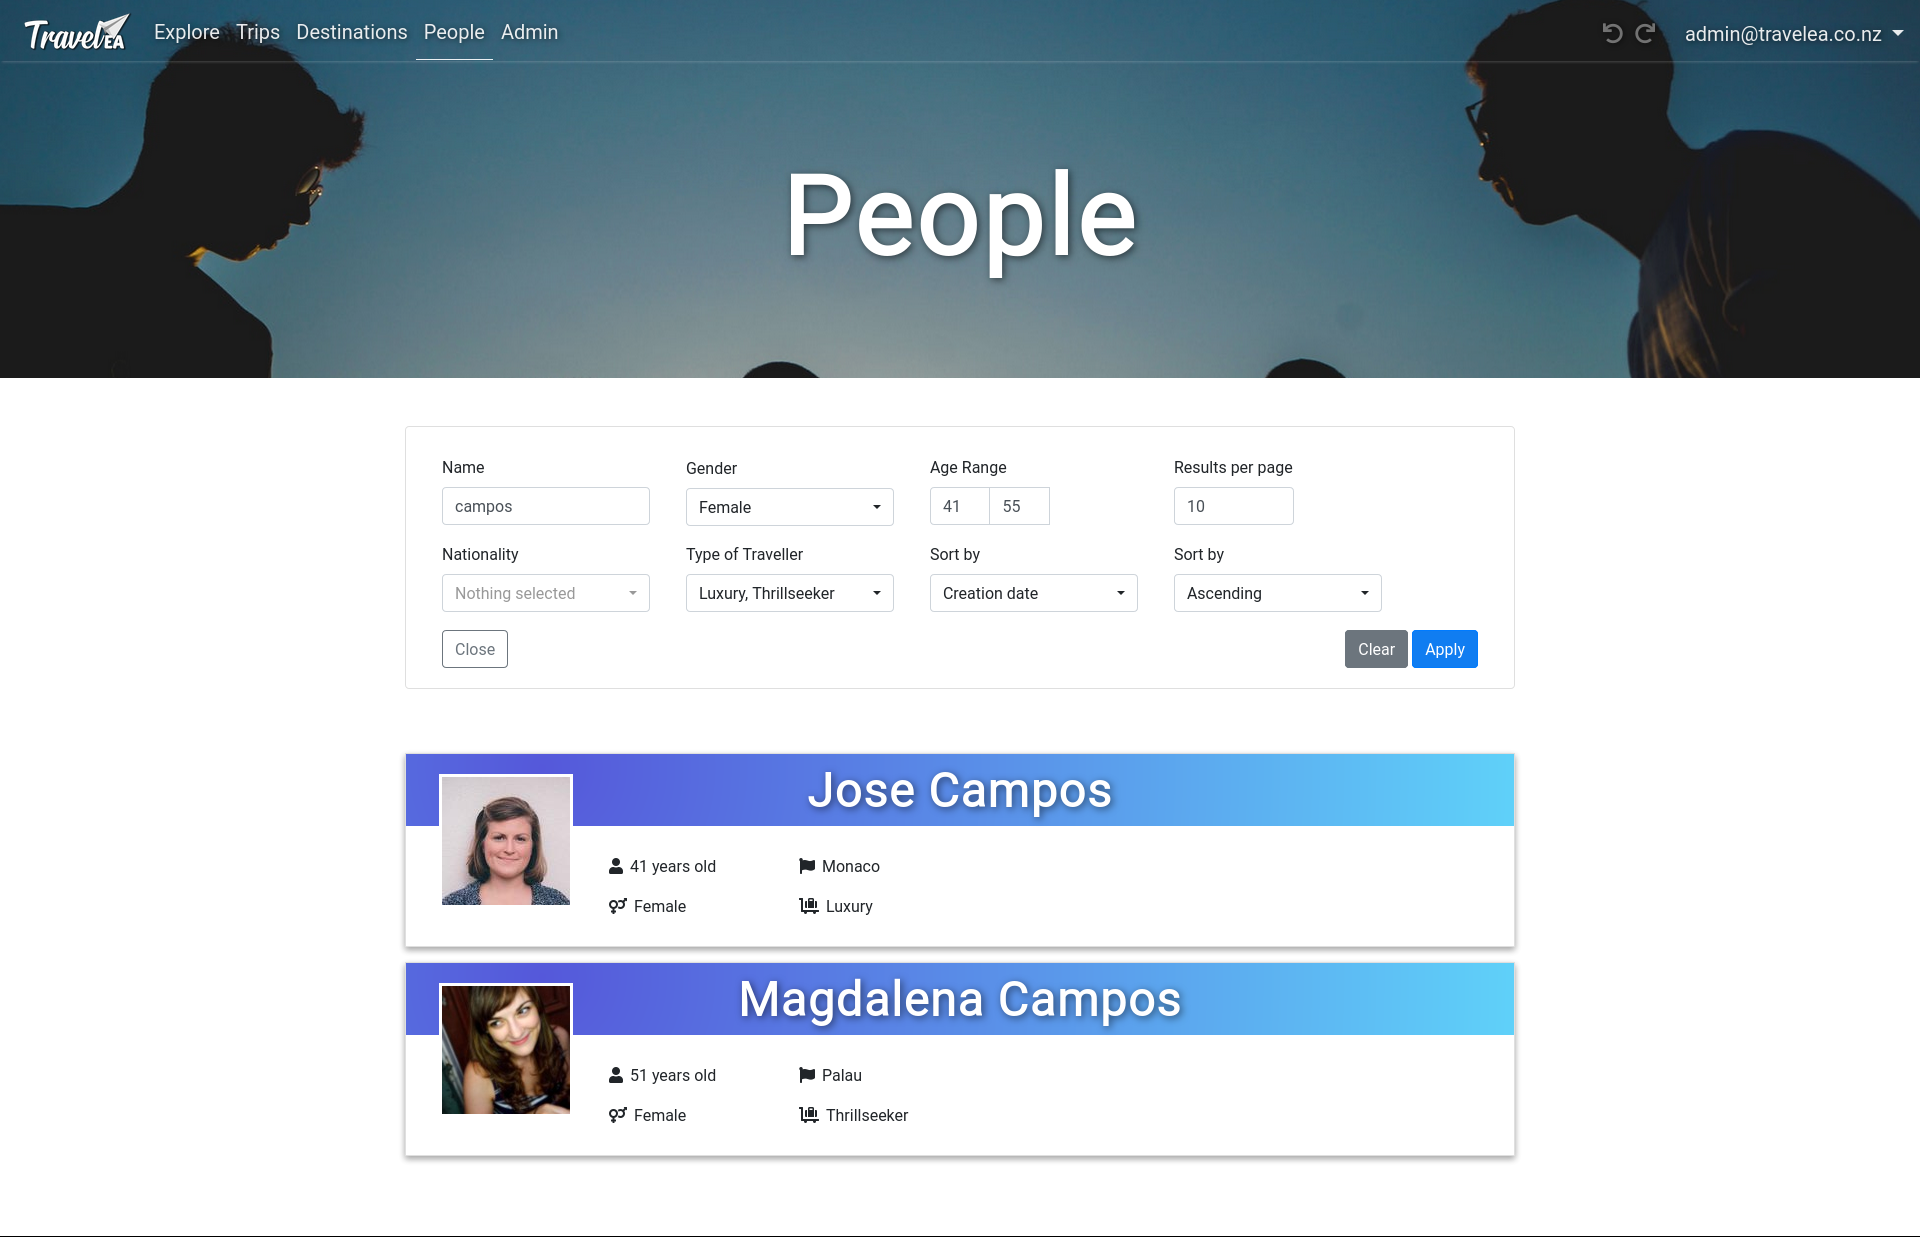 TravelEA Explore Trips Destinations People Admin admin@travelea.co.nz
People
Name Gender Age Range Results per page
campos Female 41 55 10
Nationality Type of Traveller Sort by Sort by
Nothing selected Luxury, Thrillseeker Creation date Ascending
Close Clear Apply
Jose Campos
41 years old Monaco
Female Luxury
Magdalena Campos
51 years old Palau
Female Thrillseeker